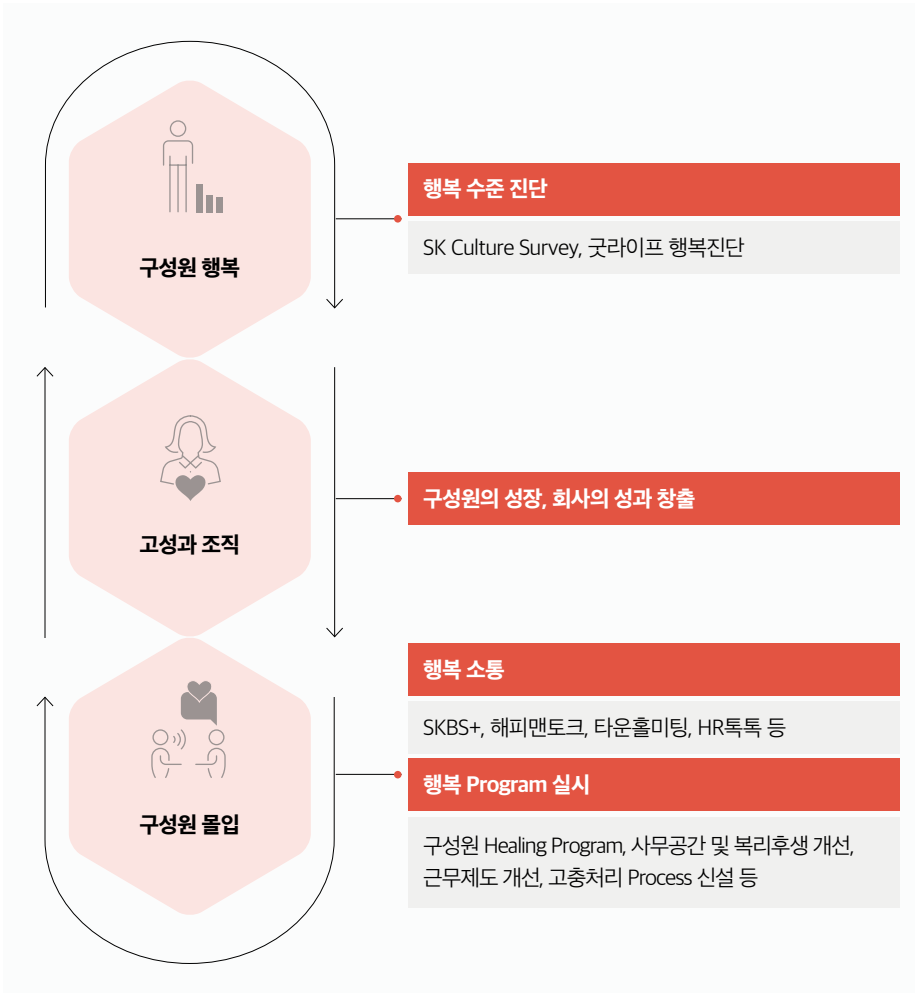 구성원 행복
행복 수준 진단
SK Culture Survey, 굿라이프 행복진단
고성과 조직
구성원의 성장, 회사의 성과 창출
구성원 몰입
행복 소통
SKBS+, 해피맨토크, 타운홀미팅, HR톡톡 등
행복 Program 실시
구성원 Healing Program, 사무공간 및 복리후생 개선,
근무제도 개선, 고충처리 Process 신설 등